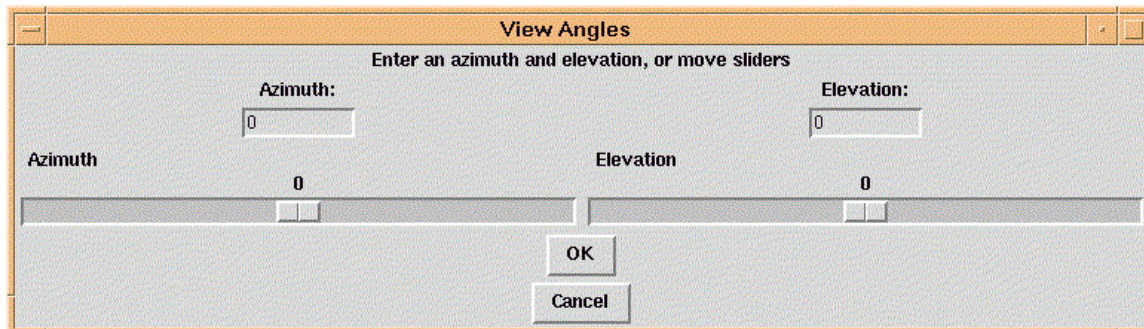 View Angles
Enter an azimuth and elevation, or move sliders
Azimuth: Elevation:
0 0
Azimuth Elevation
0 0
OK
Cancel